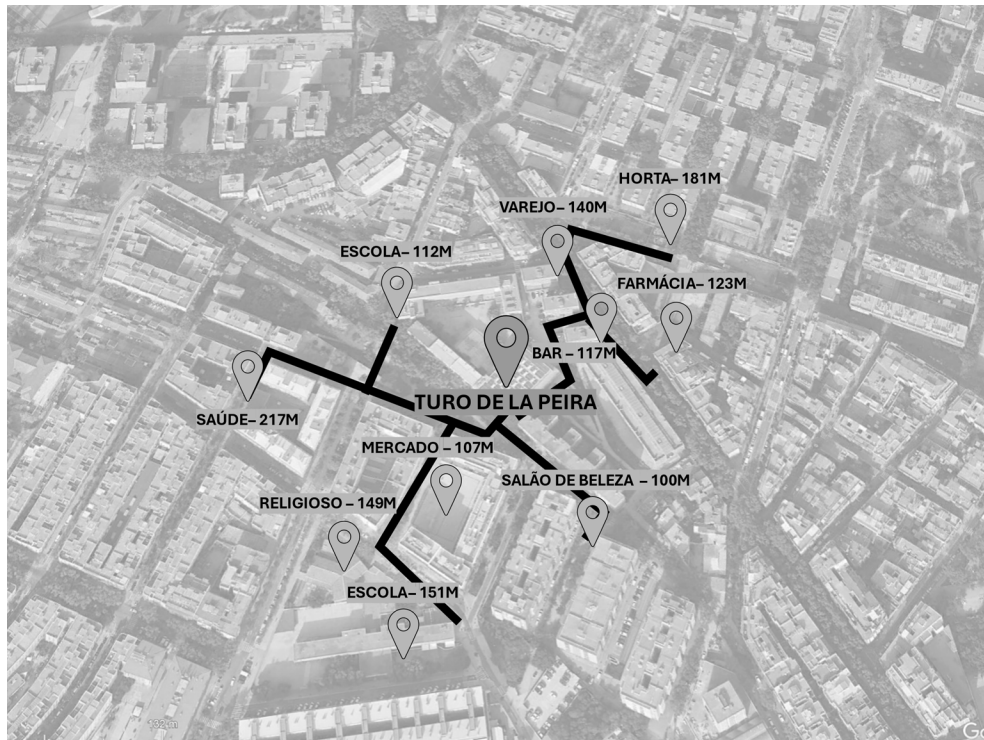 HORTA– 181M
VAREJO – 140M
ESCOLA– 112M
FARMÁCIA– 123M
BAR – 117M
TURO DE LA PEIRA
SAÚDE– 217M
MERCADO – 107M
SALÃO DE BELEZA – 100M
RELIGIOSO – 149M
ESCOLA– 151M
Go